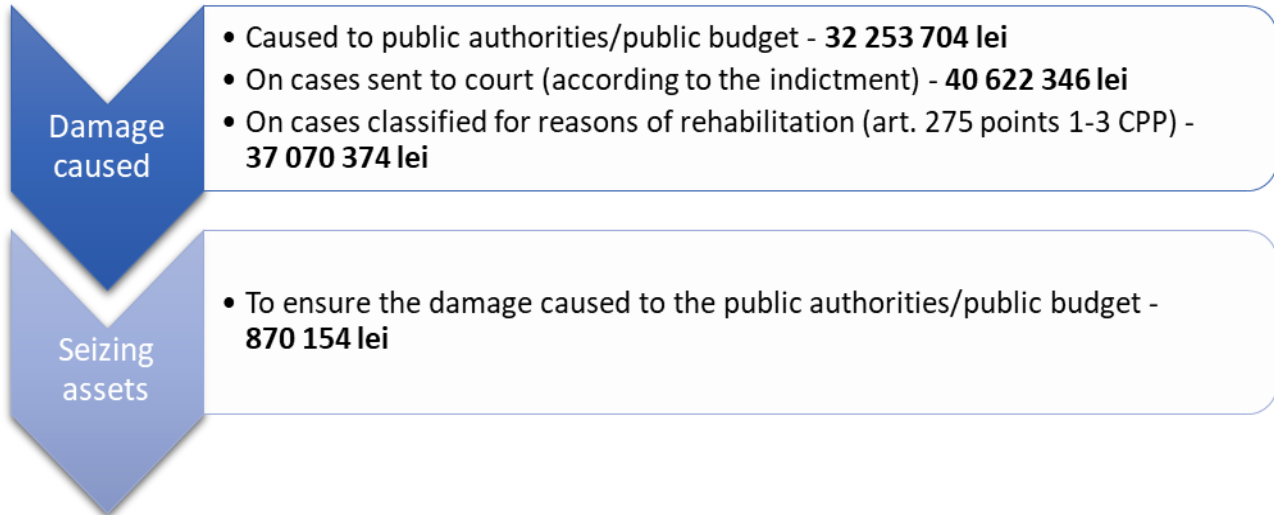 Damage
caused
• Caused to public authorities/public budget - 32 253 704 lei
• On cases sent to court (according to the indictment) - 40 622 346 lei
• On cases classified for reasons of rehabilitation (art. 275 points 1-3 CPP) -
37 070 374 lei
Seizing
assets
• To ensure the damage caused to the public authorities/public budget -
870 154 lei